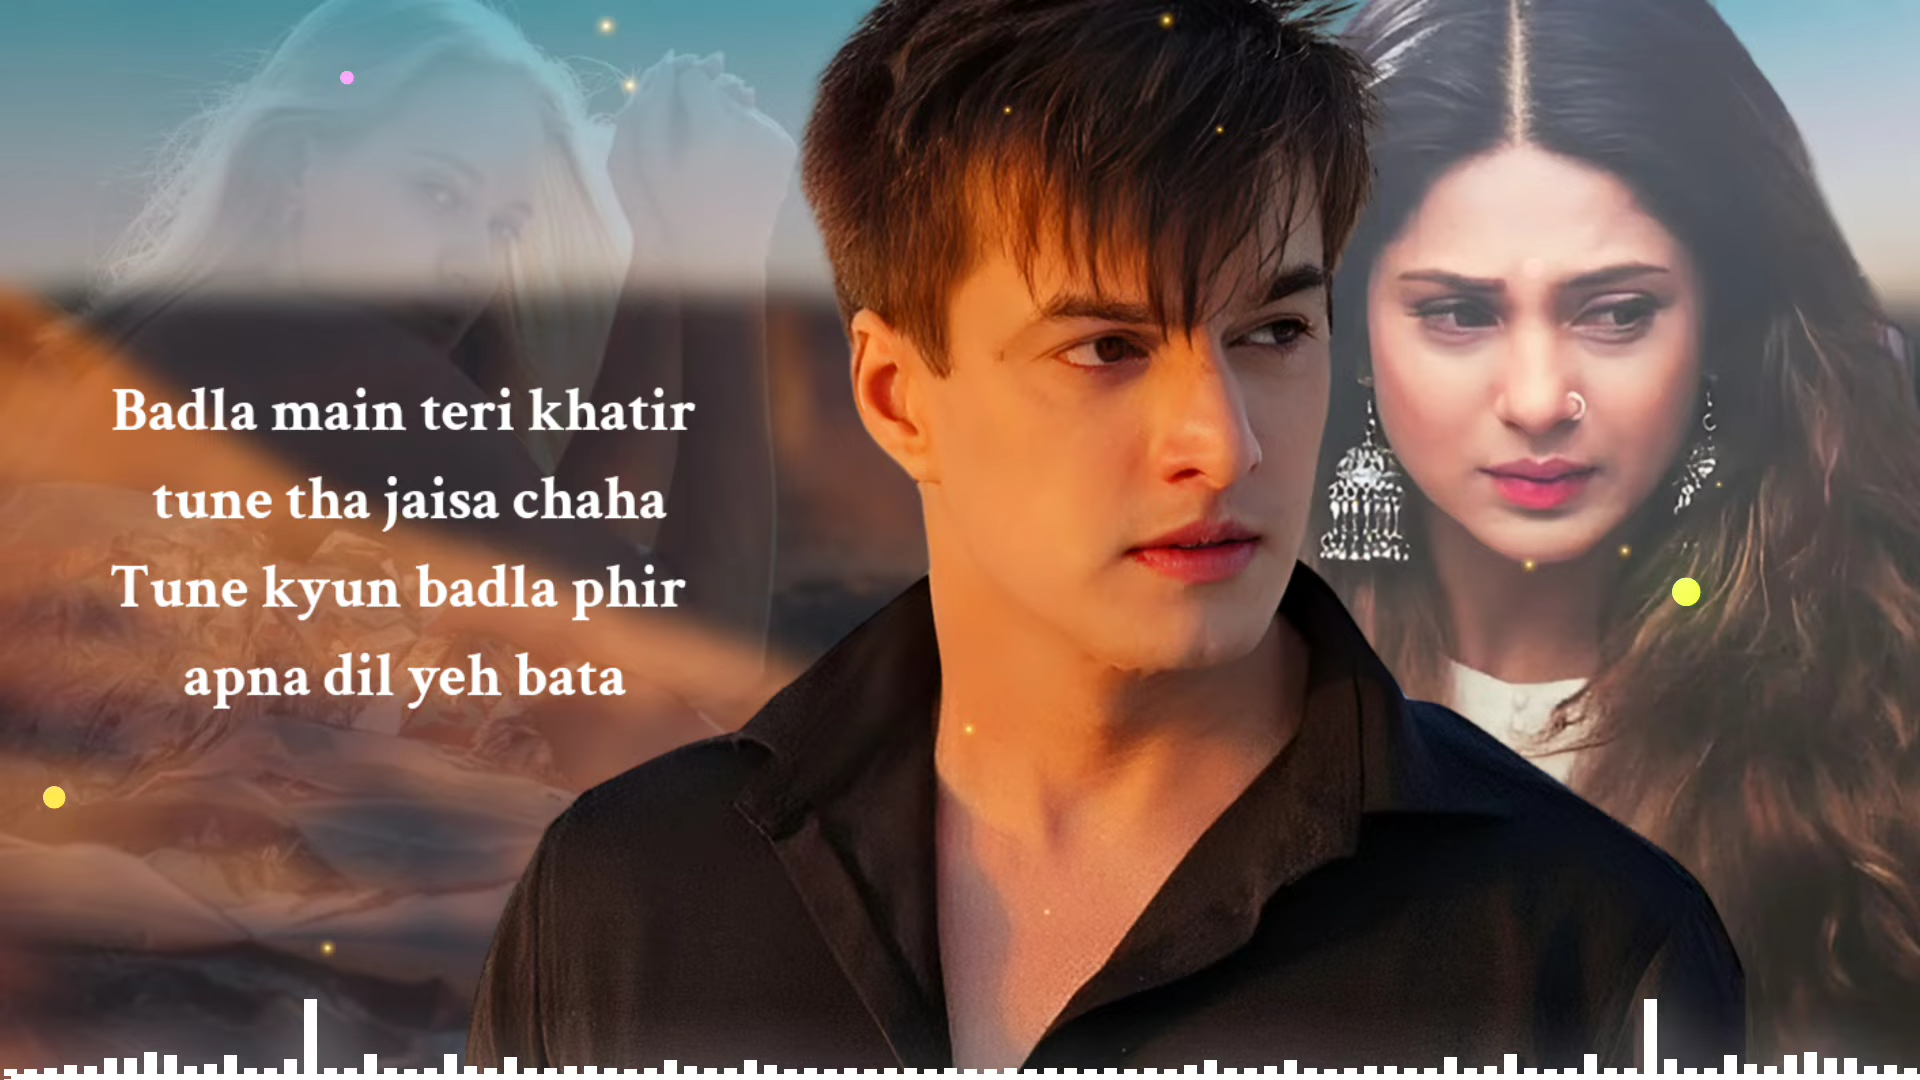 Badla main teri khatir
tune tha jaisa chaha
Tune kyun badla phir
apna dil yeh bata